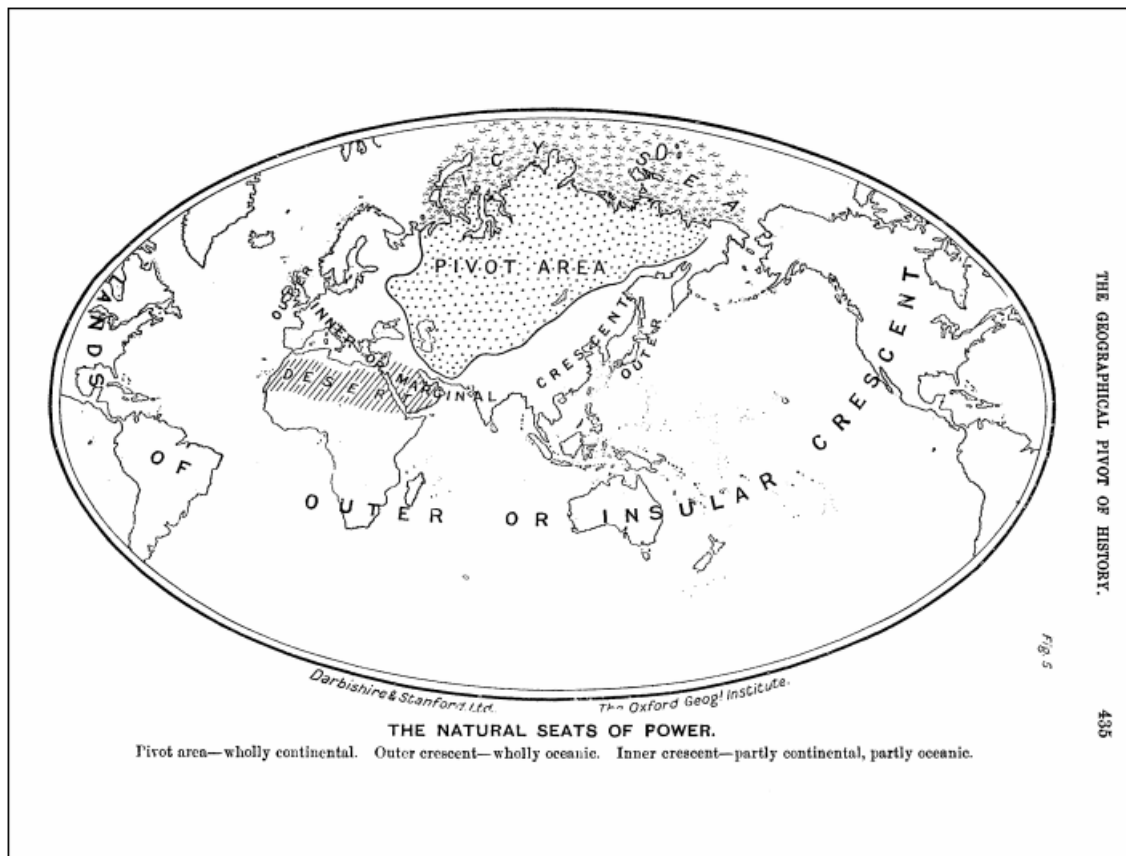 ICY SEA
PIVOT AREA
OUTER
INNER OR MARGINAL CRESCENT
OUTER
DESERT
LANDS OF OUTER OR INSULAR CRESCENT
Darbishire & Stanford, Ltd.
The Oxford Geogl. Institute.
THE NATURAL SEATS OF POWER.
Pivot area—wholly continental. Outer crescent—wholly oceanic. Inner crescent—partly continental, partly oceanic.
THE GEOGRAPHICAL PIVOT OF HISTORY.
Fig. 5
435